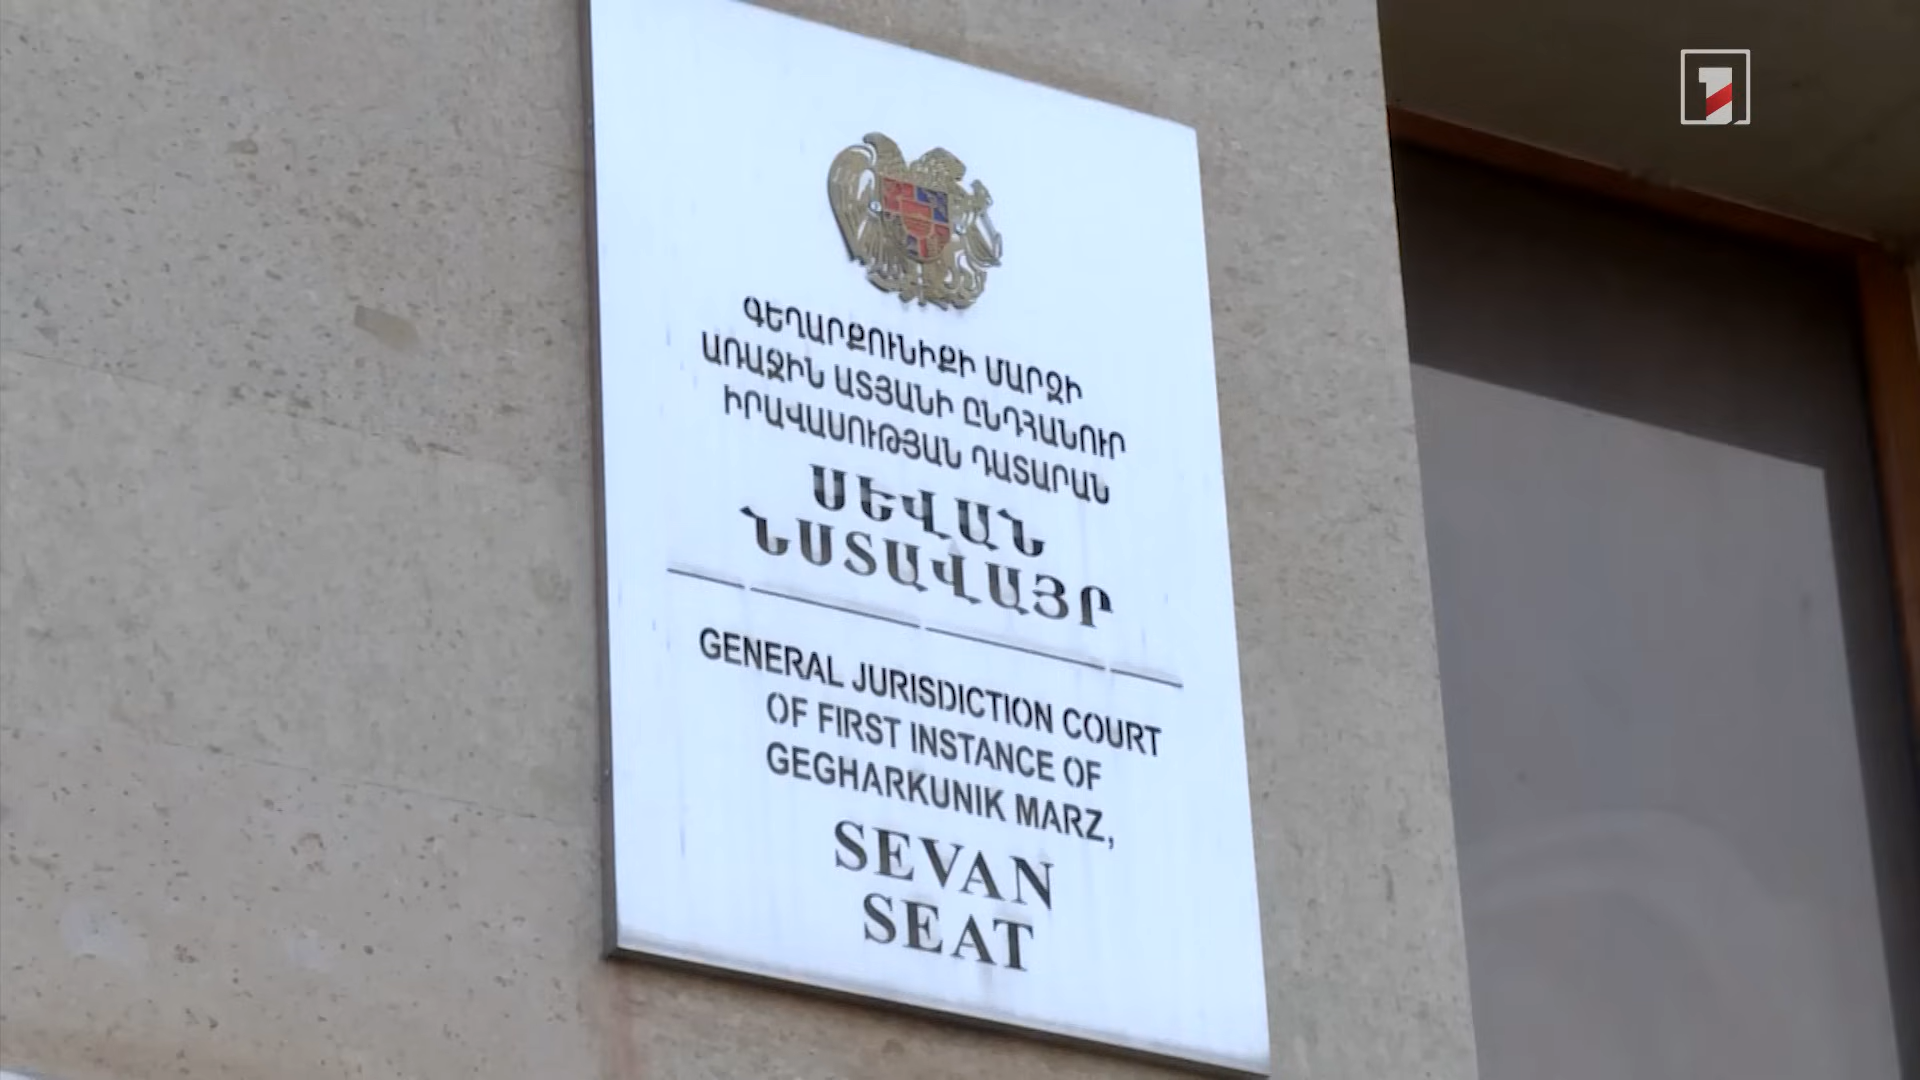 ԳԵՂԱՐՔՈՒՆԻՔԻ ՄԱՐԶԻ
ԱՌԱՋԻՆ ԱՏՅԱՆԻ ԸՆԴՀԱՆՈՒՐ
ԻՐԱՎԱՍՈՒԹՅԱՆ ԴԱՏԱՐԱՆ
ՍԵՎԱՆ
ՆՍՏԱՎԱՅՐ
GENERAL JURISDICTION COURT
OF FIRST INSTANCE OF
GEGHARKUNIK MARZ,
SEVAN
SEAT
1